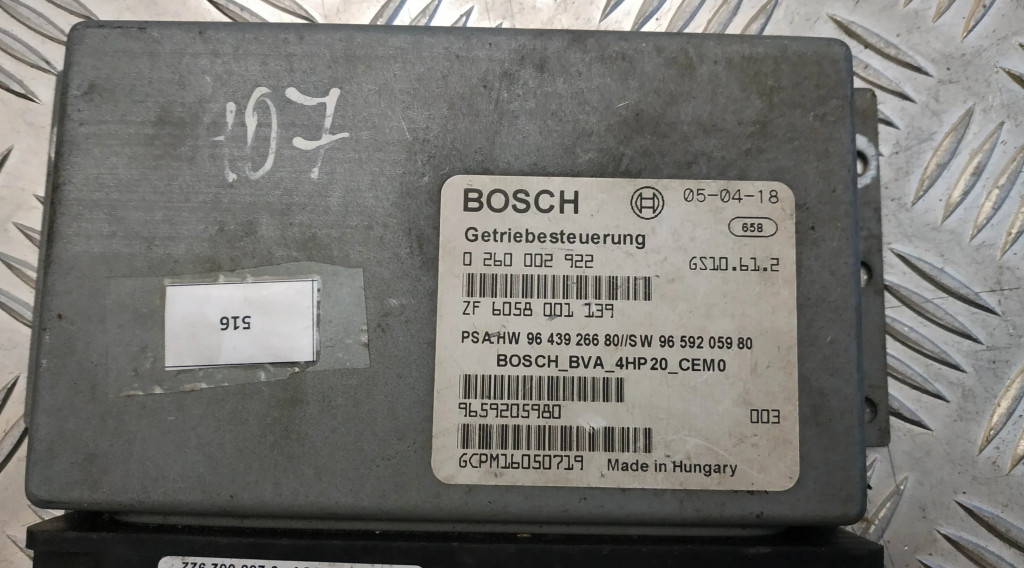 107
BOSCH 05-04-18
658
Getriebesteuerung
0 260 002 922 GS10.61.2
ZF 6058 001 139
PSA:HW 96 439 266 80//SW 96 592 059 80
BOSCH_BVA_4HP20_CEM0
9659205980 003
GCPM16050719 Made in Hungary
516